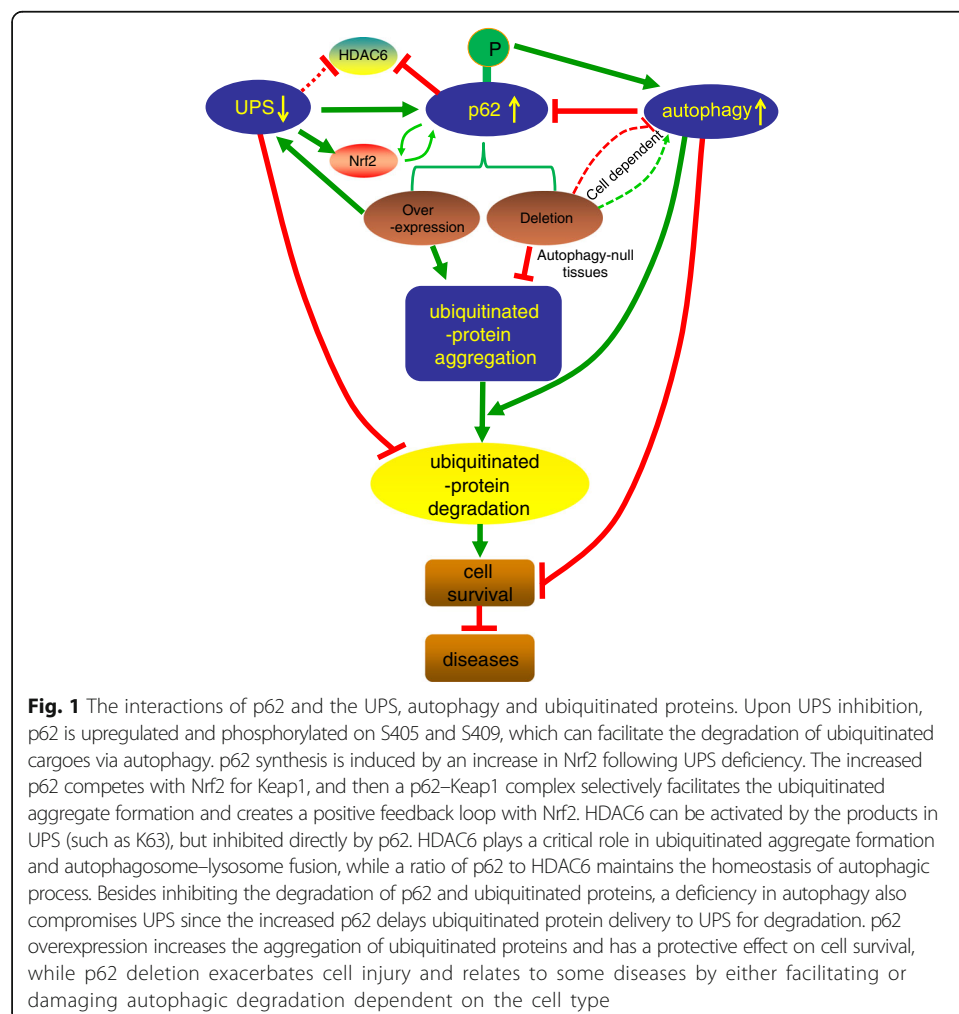 HDAC6
P
UPS
p62
autophagy
Nrf2
Cell dependent
Over
-expression
Deletion
Autophagy-null
tissues
ubiquitinated
-protein
aggregation
ubiquitinated
-protein
degradation
cell
survival
diseases
Fig. 1 The interactions of p62 and the UPS, autophagy and ubiquitinated proteins. Upon UPS inhibition,
p62 is upregulated and phosphorylated on S405 and S409, which can facilitate the degradation of ubiquitinated
cargoes via autophagy. p62 synthesis is induced by an increase in Nrf2 following UPS deficiency. The increased
p62 competes with Nrf2 for Keap1, and then a p62–Keap1 complex selectively facilitates the ubiquitinated
aggregate formation and creates a positive feedback loop with Nrf2. HDAC6 can be activated by the products in
UPS (such as K63), but inhibited directly by p62. HDAC6 plays a critical role in ubiquitinated aggregate formation
and autophagosome–lysosome fusion, while a ratio of p62 to HDAC6 maintains the homeostasis of autophagic
process. Besides inhibiting the degradation of p62 and ubiquitinated proteins, a deficiency in autophagy also
compromises UPS since the increased p62 delays ubiquitinated protein delivery to UPS for degradation. p62
overexpression increases the aggregation of ubiquitinated proteins and has a protective effect on cell survival,
while p62 deletion exacerbates cell injury and relates to some diseases by either facilitating or
damaging autophagic degradation dependent on the cell type